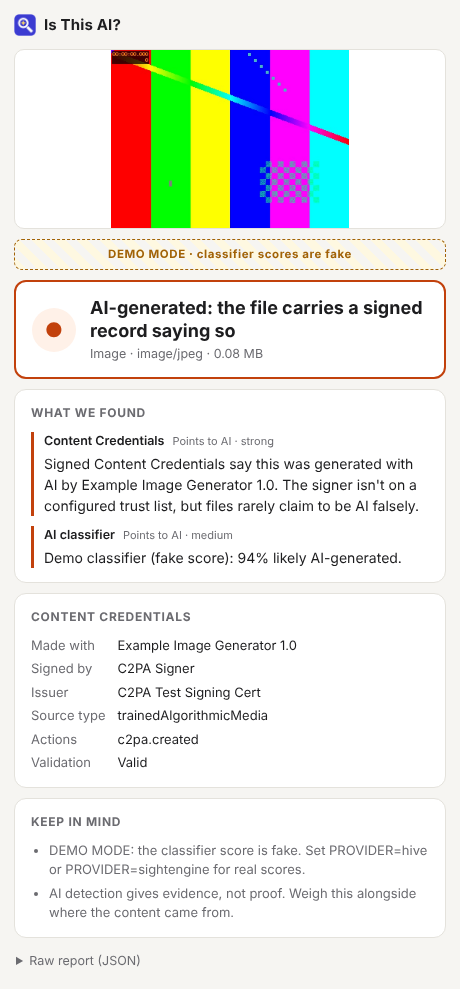 Is This AI?
00:00:00.000
0
DEMO MODE · classifier scores are fake
AI-generated: the file carries a signed
record saying so
Image · image/jpeg · 0.08 MB
WHAT WE FOUND
Content Credentials Points to AI · strong
Signed Content Credentials say this was generated with
AI by Example Image Generator 1.0. The signer isn't on a
configured trust list, but files rarely claim to be AI falsely.
AI classifier Points to AI · medium
Demo classifier (fake score): 94% likely AI-generated.
CONTENT CREDENTIALS
Made with Example Image Generator 1.0
Signed by C2PA Signer
Issuer C2PA Test Signing Cert
Source type trainedAlgorithmicMedia
Actions c2pa.created
Validation Valid
KEEP IN MIND
• DEMO MODE: the classifier score is fake. Set PROVIDER=hive
or PROVIDER=sightengine for real scores.
• AI detection gives evidence, not proof. Weigh this alongside
where the content came from.
▶ Raw report (JSON)